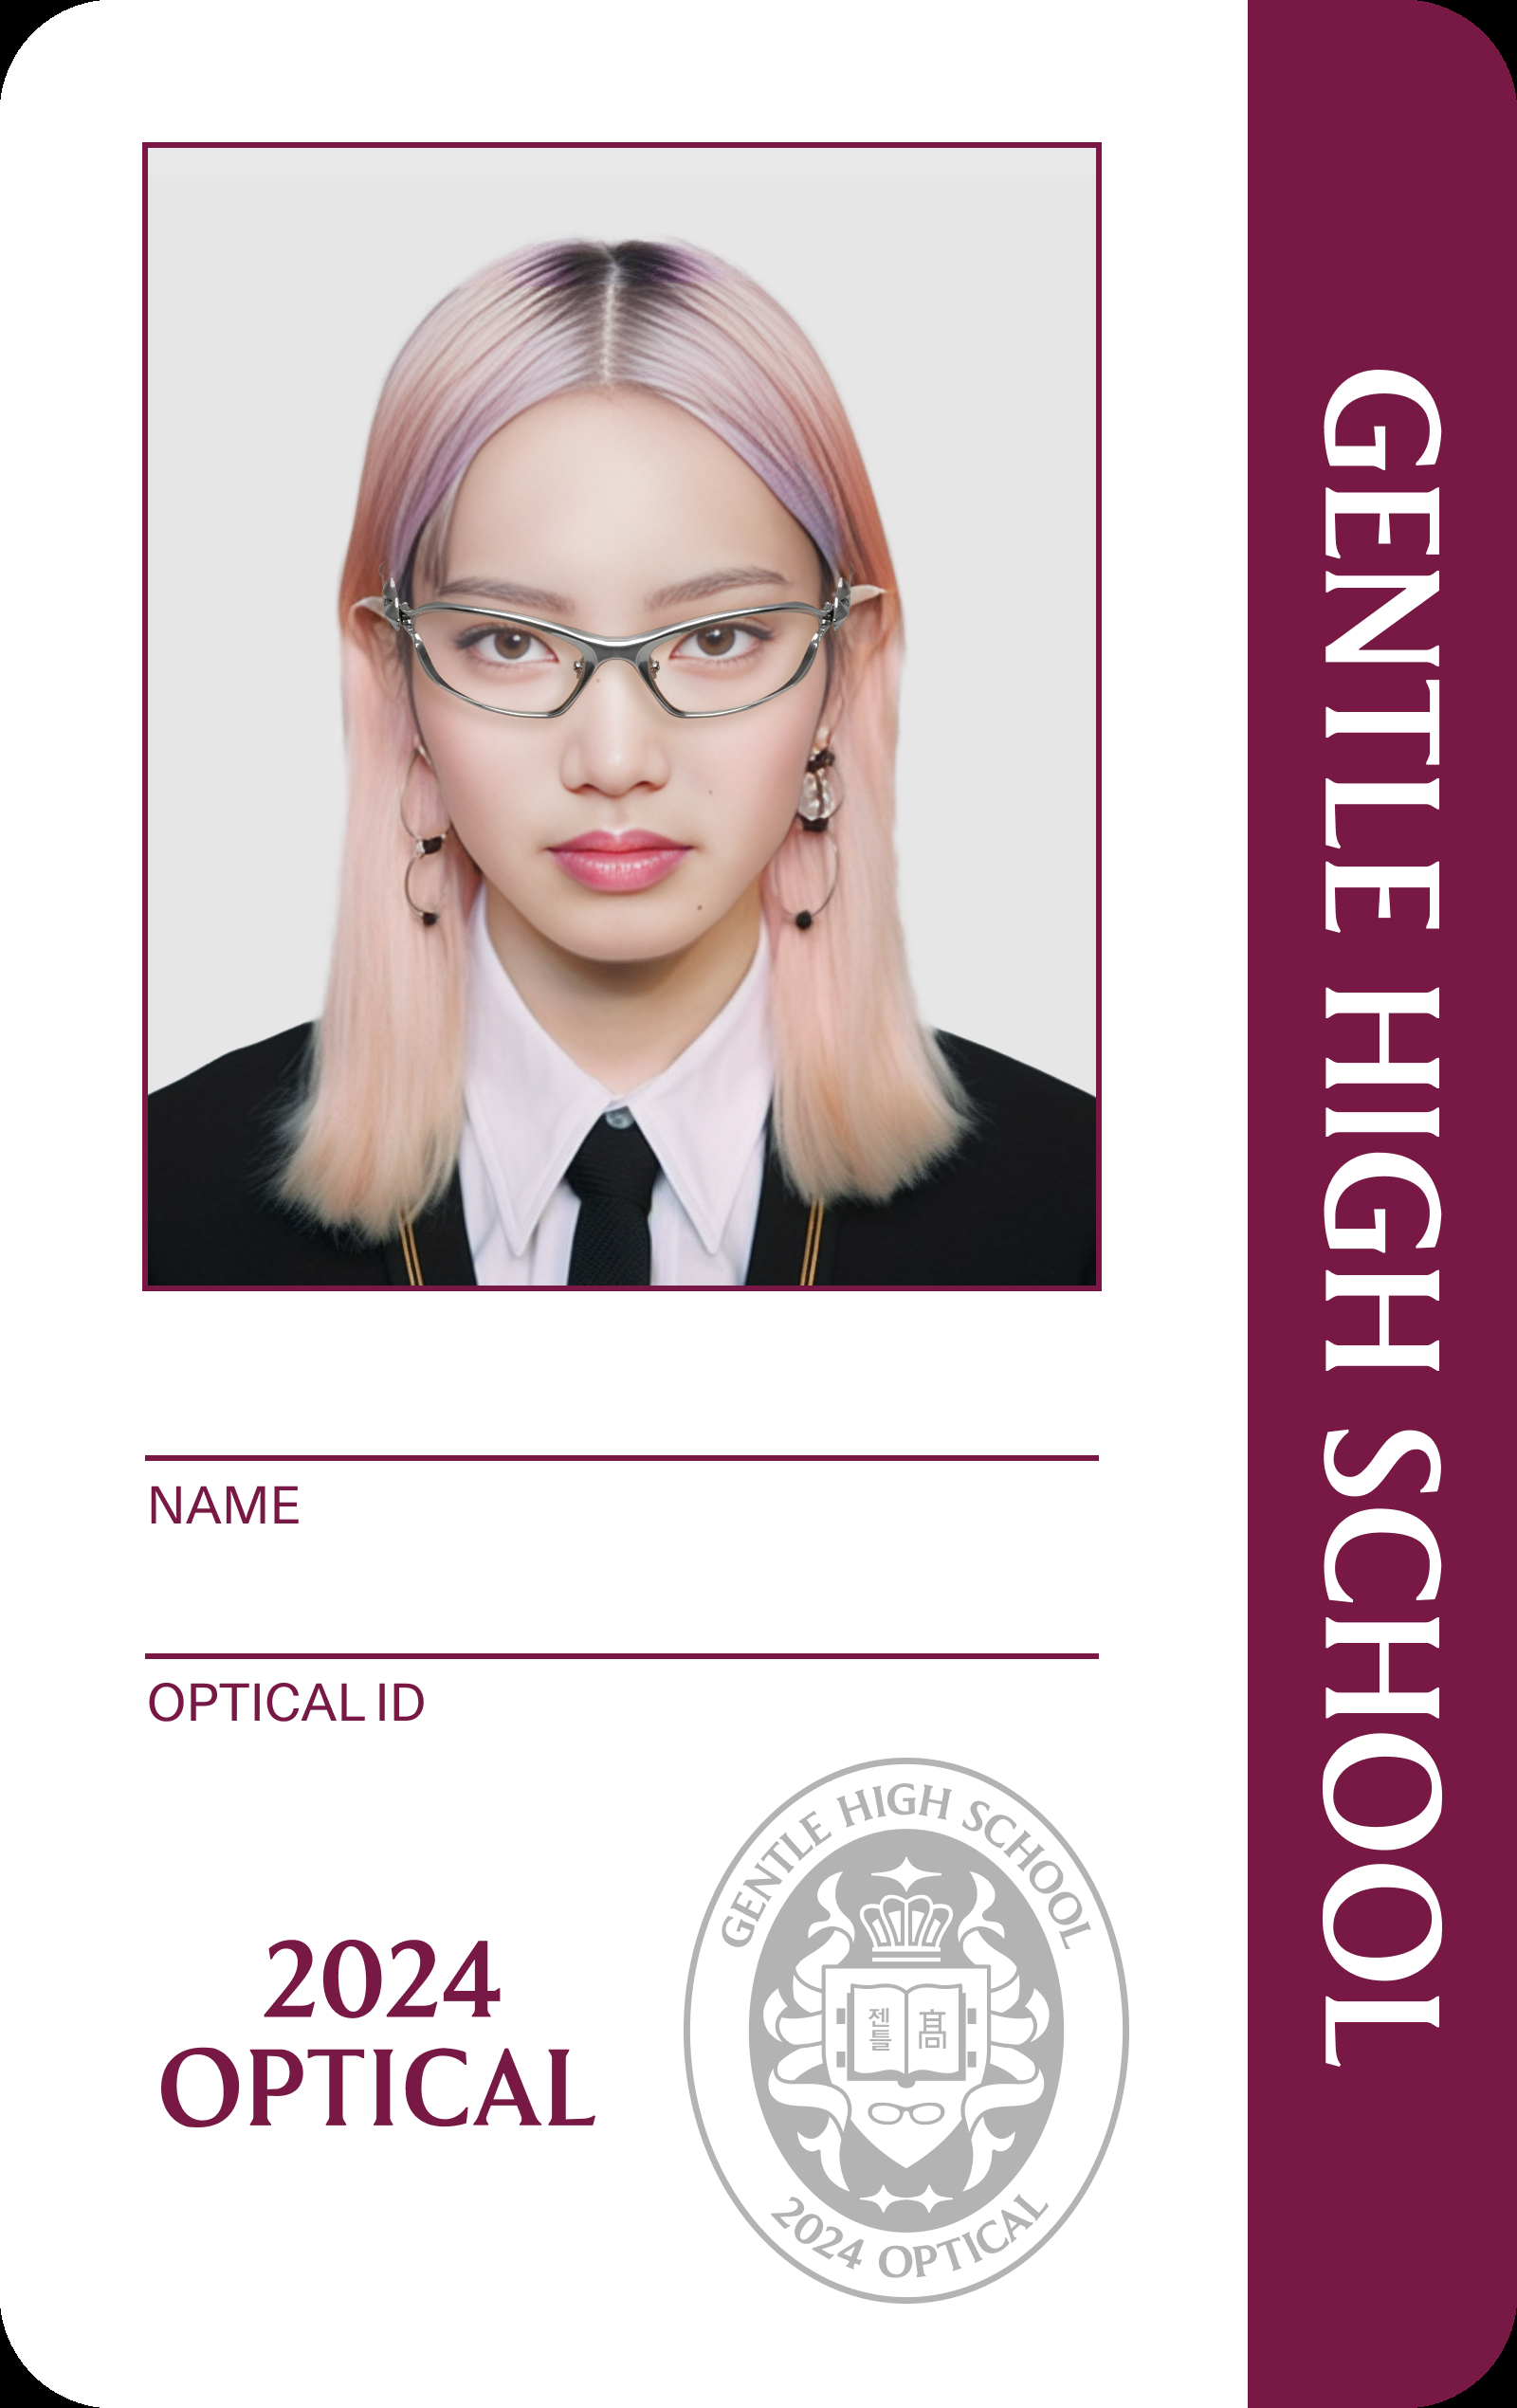 GENTLE HIGH SCHOOL
NAME
OPTICAL ID
2024
OPTICAL
GENTLE HIGH SCHOOL
젠틀
高
2024 OPTICAL